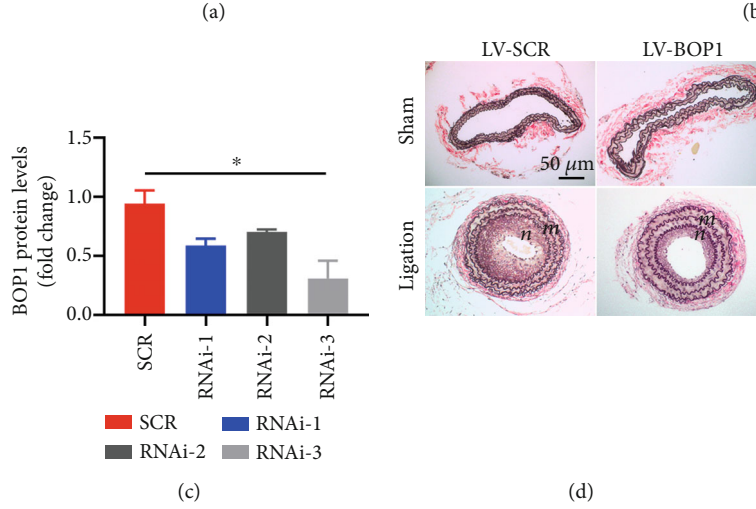 (a)
(b
BOP1 protein levels
(fold change)
1.5
1.0
0.5
0.0
*
SCR
RNAi-1
RNAi-2
RNAi-3
SCR
RNAi-1
RNAi-2
RNAi-3
(c)
LV-SCR
LV-BOP1
Sham
50 μm
Ligation
n
m
m
n
(d)